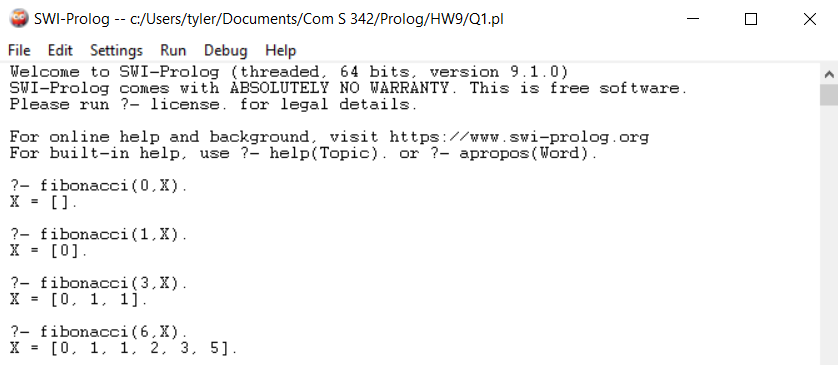 SWI-Prolog -- c:/Users/tyler/Documents/Com S 342/Prolog/HW9/Q1.pl
File Edit Settings Run Debug Help
Welcome to SWI-Prolog (threaded, 64 bits, version 9.1.0)
SWI-Prolog comes with ABSOLUTELY NO WARRANTY. This is free software.
Please run ?- license. for legal details.
For online help and background, visit https://www.swi-prolog.org
For built-in help, use ?- help(Topic). or ?- apropos(Word).
?- fibonacci(0,X).
X = [].
?- fibonacci(1,X).
X = [0].
?- fibonacci(3,X).
X = [0, 1, 1].
?- fibonacci(6,X).
X = [0, 1, 1, 2, 3, 5].